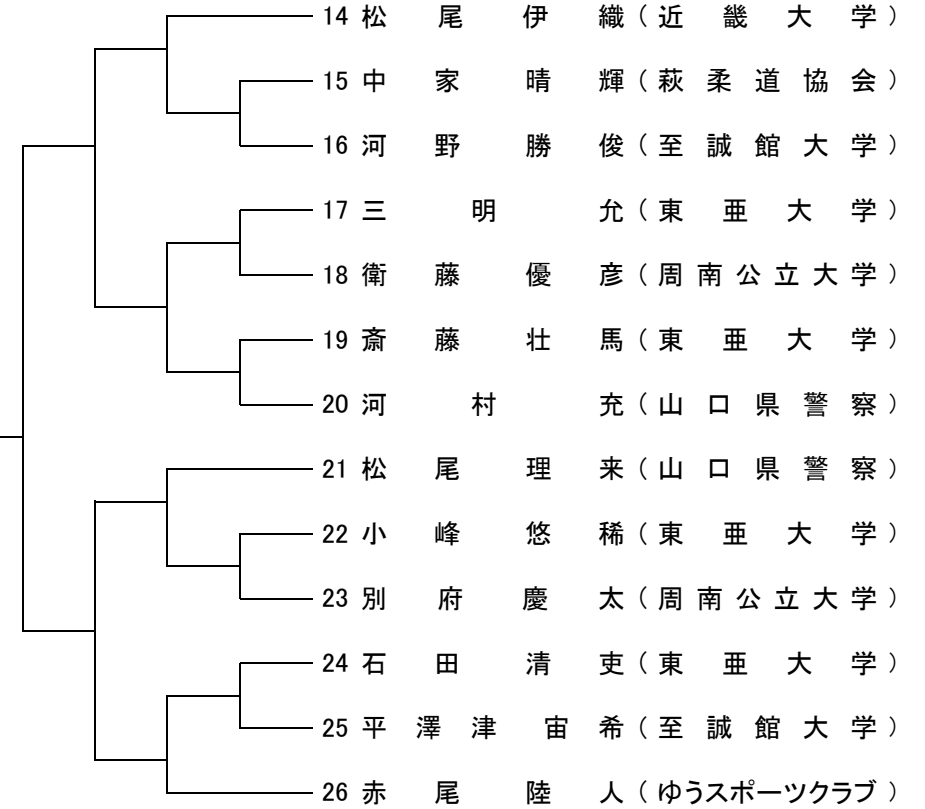 14 松尾伊織(近畿大学)
15 中家晴輝(萩柔道協会)
16 河野勝俊(至誠館大学)
17 三明允(東亜大学)
18 衛藤優彦(周南公立大学)
19 斎藤壮馬(東亜大学)
20 河村充(山口県警察)
21 松尾理来(山口県警察)
22 小峰悠稀(東亜大学)
23 別府慶太(周南公立大学)
24 石田清吏(東亜大学)
25 平澤津宙希(至誠館大学)
26 赤尾陸人(ゆうスポーツクラブ)